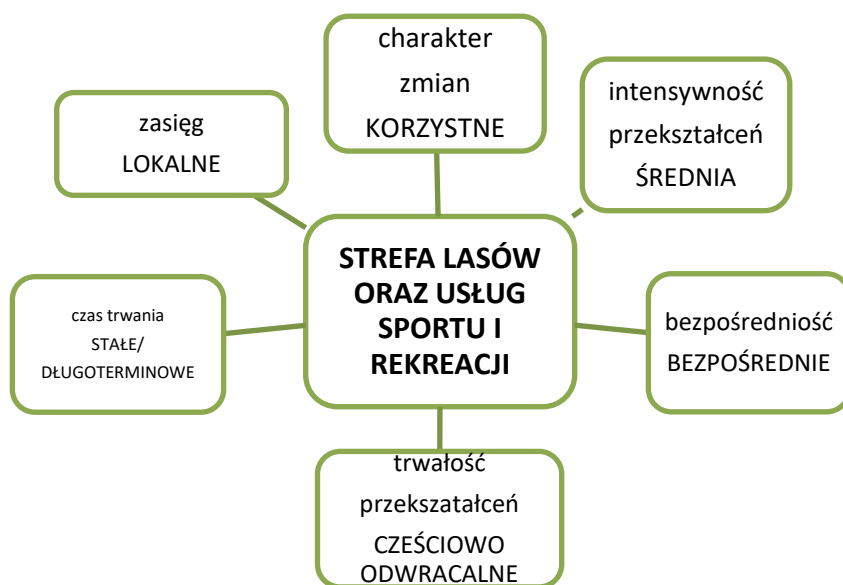 charakter
zmian
KORZYSTNE
zasięg
LOKALNE
intensywność
przekształceń
ŚREDNIA
STREFA LASÓW
ORAZ USŁUG
SPORTU I
REKREACJI
czas trwania
STAŁE/
DŁUGOTERMINOWE
bezpośredniość
BEZPOŚREDNIE
trwałość
przekszatałceń
CZEŚCIOWO
ODWRACALNE